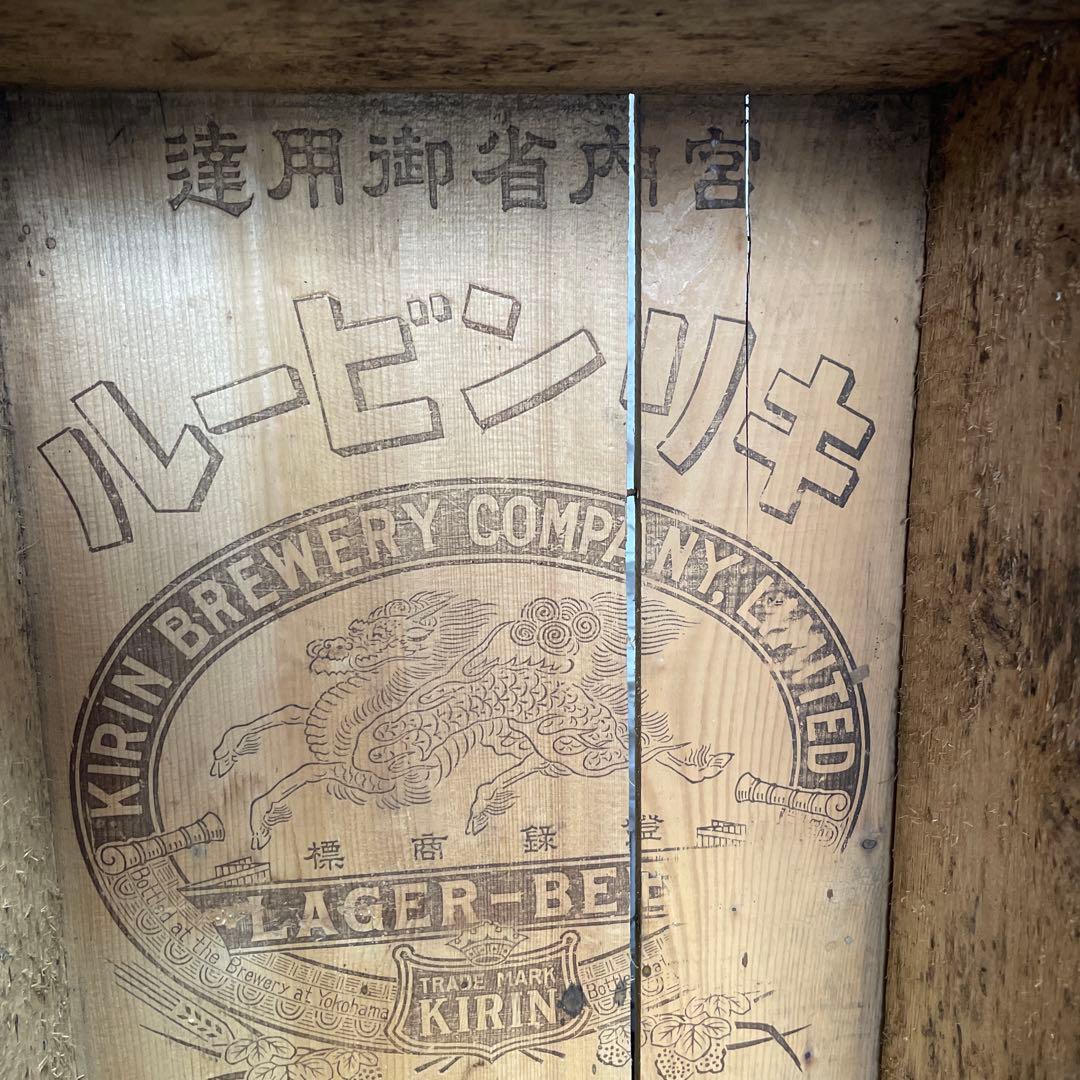 宮内省御用達
キリンビール
KIRIN BREWERY COMPANY, LIMITED
登録商標
LAGER-BEE
Bottled at the Brewery at Yokohama
TRADE MARK
KIRIN